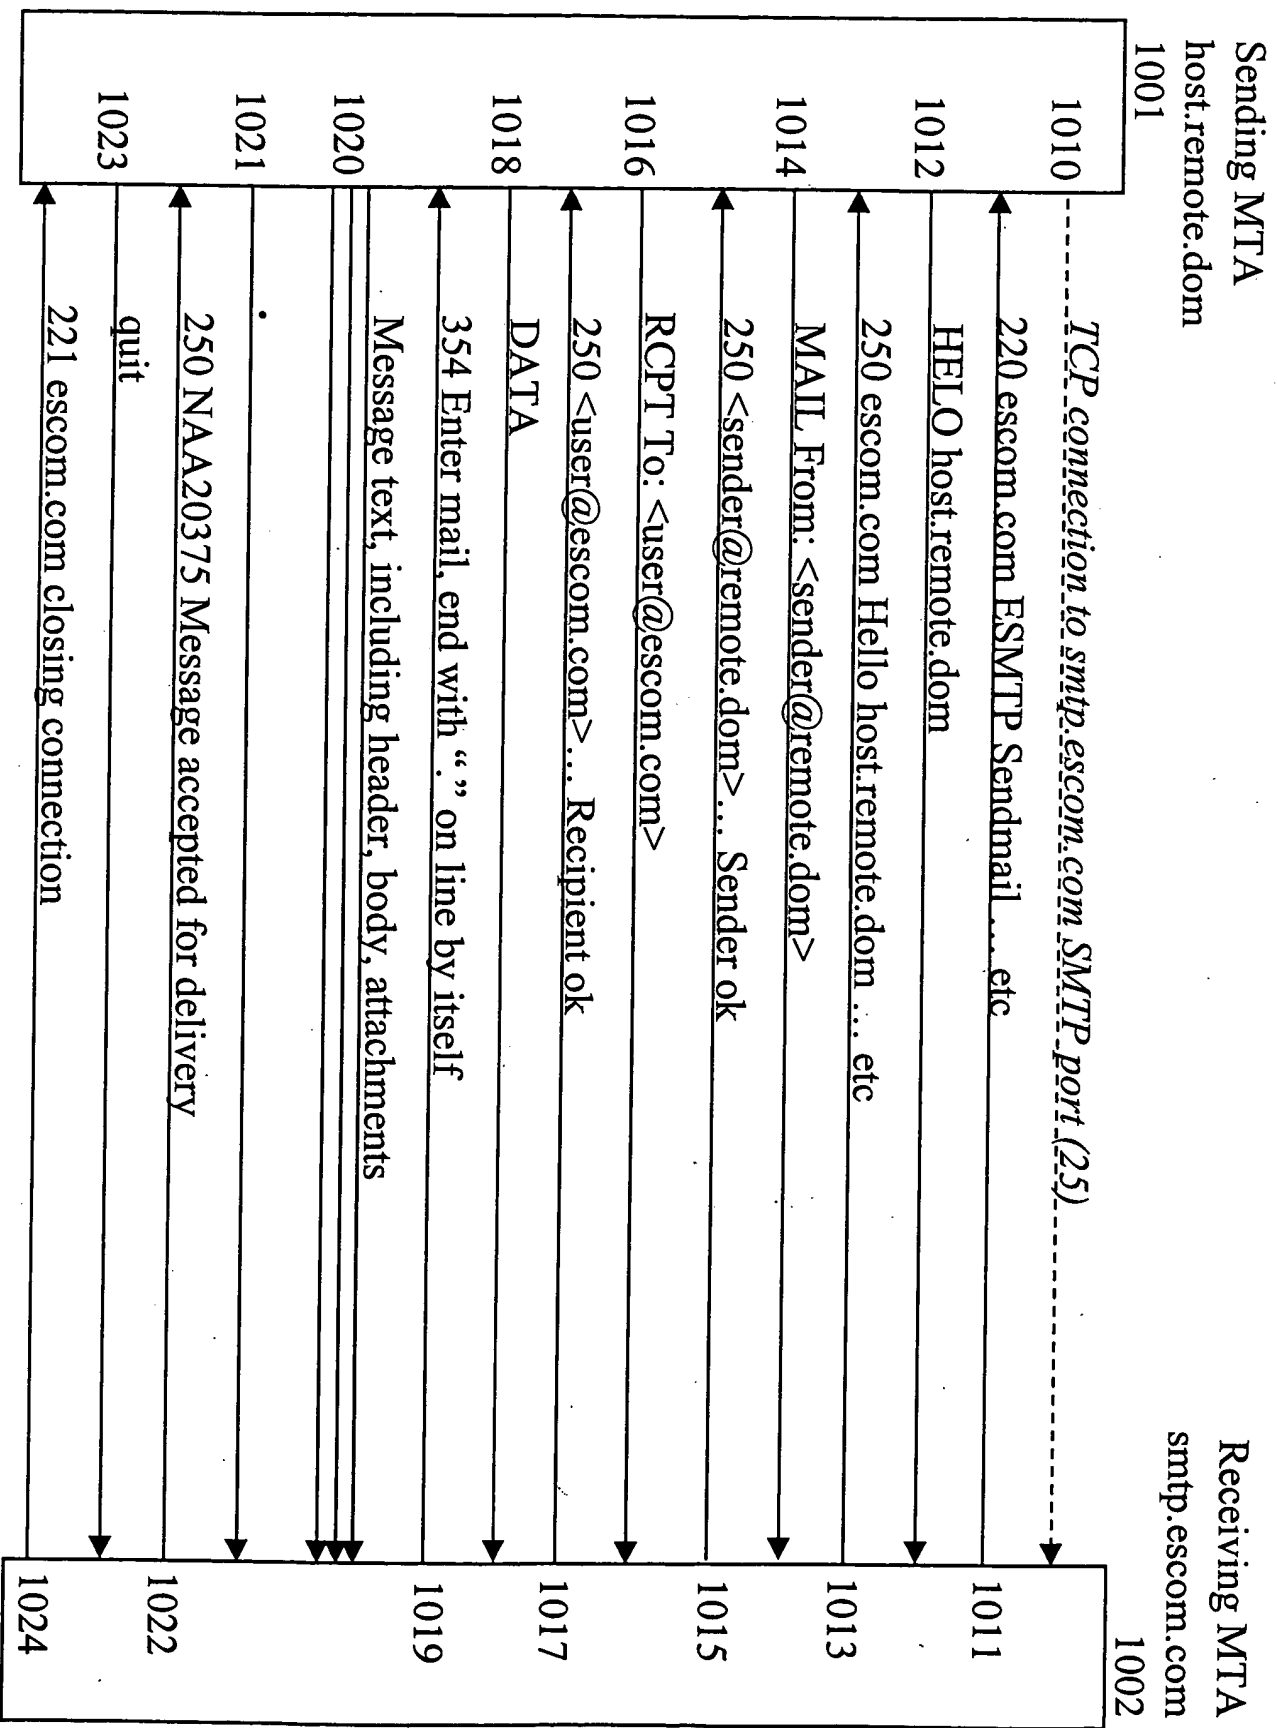 Sending MTA
host.remote.dom
1001
Receiving MTA
smtp.escom.com
1002
1010
TCP connection to smtp.escom.com SMTP port (25)
220 escom.com ESMTP Sendmail .... etc
1011
1012
HELO host.remote.dom
250 escom.com Hello host.remote.dom .... etc
1013
1014
MAIL From: <sender@remote.dom>
250 <sender@remote.dom>... Sender ok
1015
1016
RCPT To: <user@escom.com>
250 <user@escom.com>... Recipient ok
1017
1018
DATA
354 Enter mail, end with “.” on line by itself
1019
1020
Message text, including header, body, attachments
1021
.
250 NAA20375 Message accepted for delivery
1022
1023
quit
221 escom.com closing connection
1024